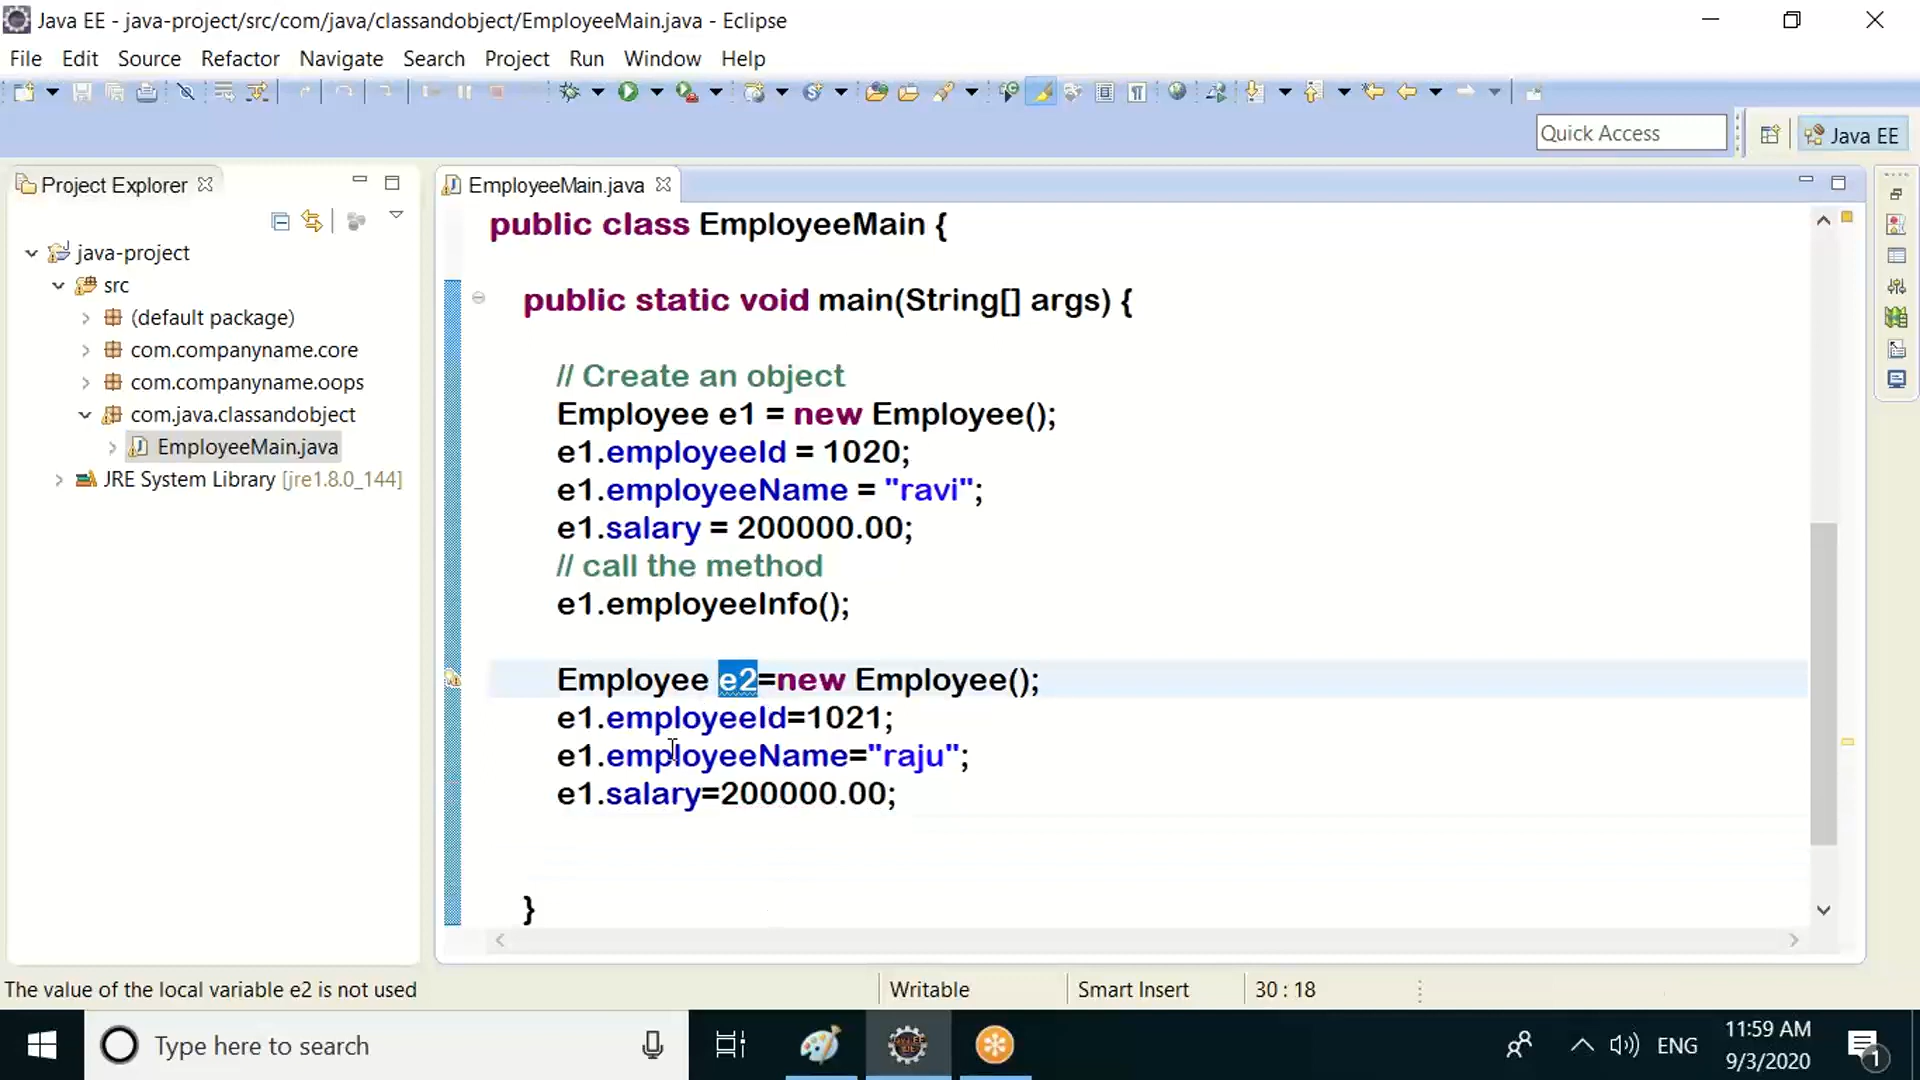 Java EE - java-project/src/com/java/classandobject/EmployeeMain.java - Eclipse
File Edit Source Refactor Navigate Search Project Run Window Help
Quick Access
Java EE
Project Explorer
java-project
src
(default package)
com.companyname.core
com.companyname.oops
com.java.classandobject
EmployeeMain.java
JRE System Library [jre1.8.0_144]
EmployeeMain.java
public class EmployeeMain {
public static void main(String[] args) {
// Create an object
Employee e1 = new Employee();
e1.employeeId = 1020;
e1.employeeName = "ravi";
e1.salary = 200000.00;
// call the method
e1.employeeInfo();
Employee e2=new Employee();
e1.employeeId=1021;
e1.employeeName="raju";
e1.salary=200000.00;
}
The value of the local variable e2 is not used
Writable
Smart Insert
30 : 18
Type here to search
ENG
11:59 AM
9/3/2020
1